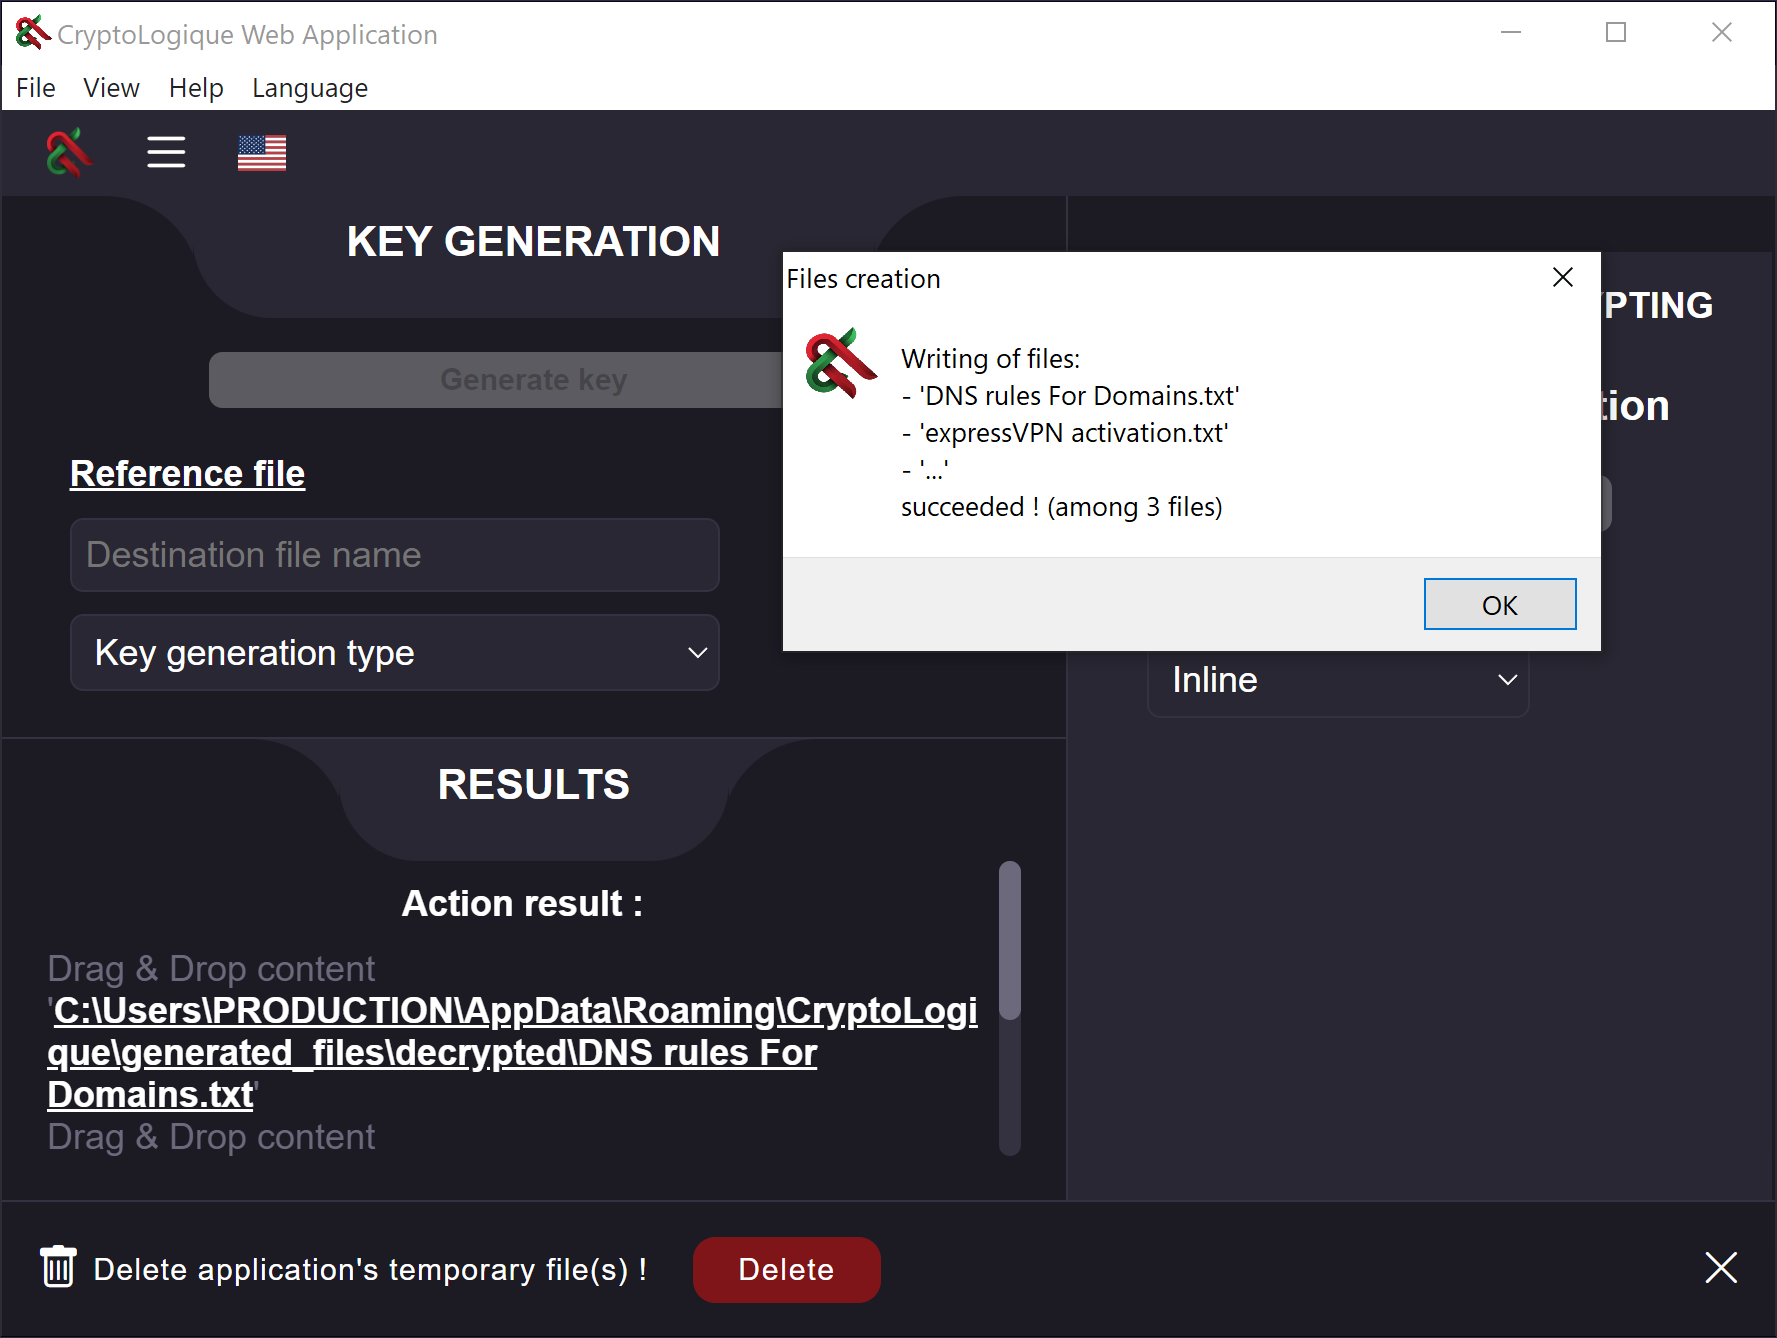 CryptoLogique Web Application
File View Help Language
KEY GENERATION
Generate key
Reference file
Destination file name
Key generation type
Files creation
Writing of files:
- 'DNS rules For Domains.txt'
- 'expressVPN activation.txt'
- '...'
succeeded ! (among 3 files)
OK
PTING
tion
Inline
RESULTS
Action result :
Drag & Drop content
'C:\Users\PRODUCTION\AppData\Roaming\CryptoLogi
que\generated_files\decrypted\DNS rules For
Domains.txt'
Drag & Drop content
Delete application's temporary file(s) !
Delete